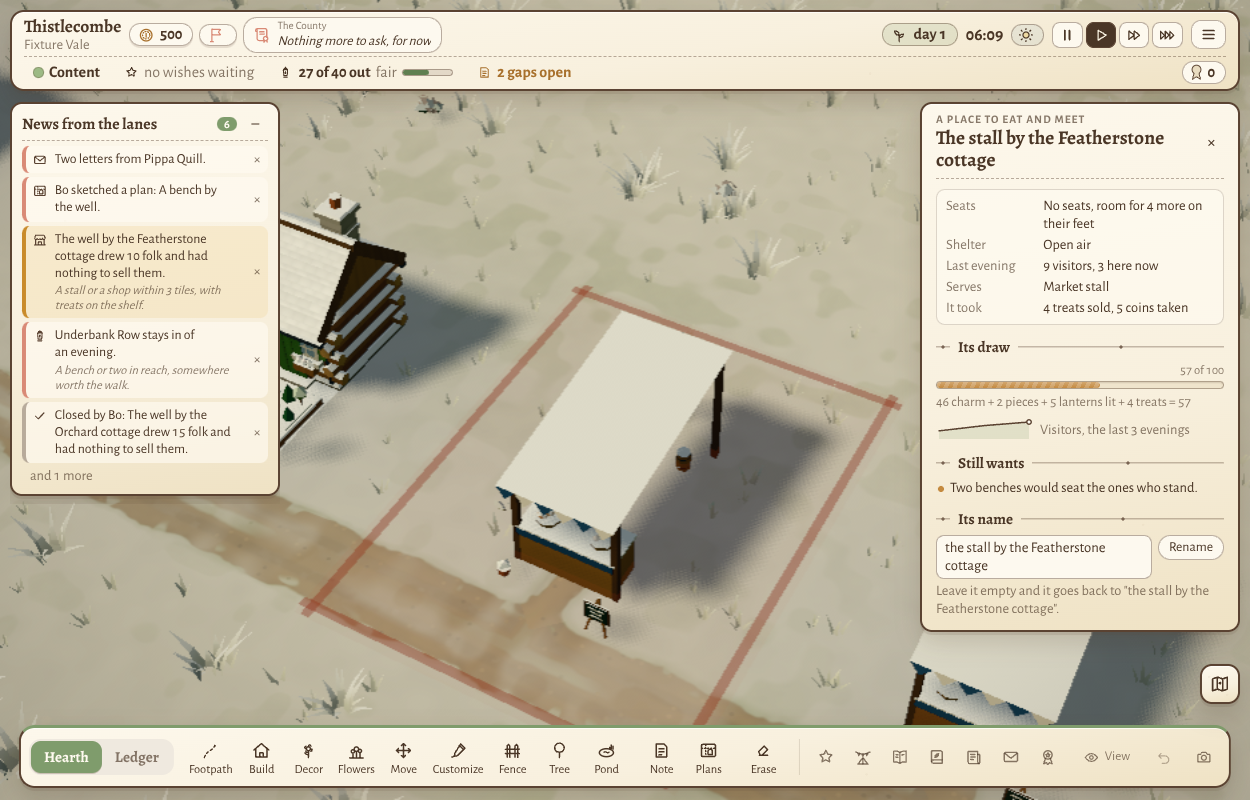 Thistlecombe
Fixture Vale
500
The County
Nothing more to ask, for now
day 1
06:09
Content
no wishes waiting
27 of 40 out fair
2 gaps open
0
News from the lanes
6
Two letters from Pippa Quill.
Bo sketched a plan: A bench by
the well.
The well by the Featherstone
cottage drew 10 folk and had
nothing to sell them.
A stall or a shop within 3 tiles, with
treats on the shelf.
Underbank Row stays in of
an evening.
A bench or two in reach, somewhere
worth the walk.
Closed by Bo: The well by the
Orchard cottage drew 15 folk and
had nothing to sell them.
and 1 more
A PLACE TO EAT AND MEET
The stall by the Featherstone
cottage
Seats No seats, room for 4 more on
their feet
Shelter Open air
Last evening 9 visitors, 3 here now
Serves Market stall
It took 4 treats sold, 5 coins taken
Its draw
57 of 100
46 charm + 2 pieces + 5 lanterns lit + 4 treats = 57
Visitors, the last 3 evenings
Still wants
Two benches would seat the ones who stand.
Its name
the stall by the Featherstone
cottage
Rename
Leave it empty and it goes back to "the stall by the
Featherstone cottage".
Hearth
Ledger
Footpath
Build
Decor
Flowers
Move
Customize
Fence
Tree
Pond
Note
Plans
Erase
View